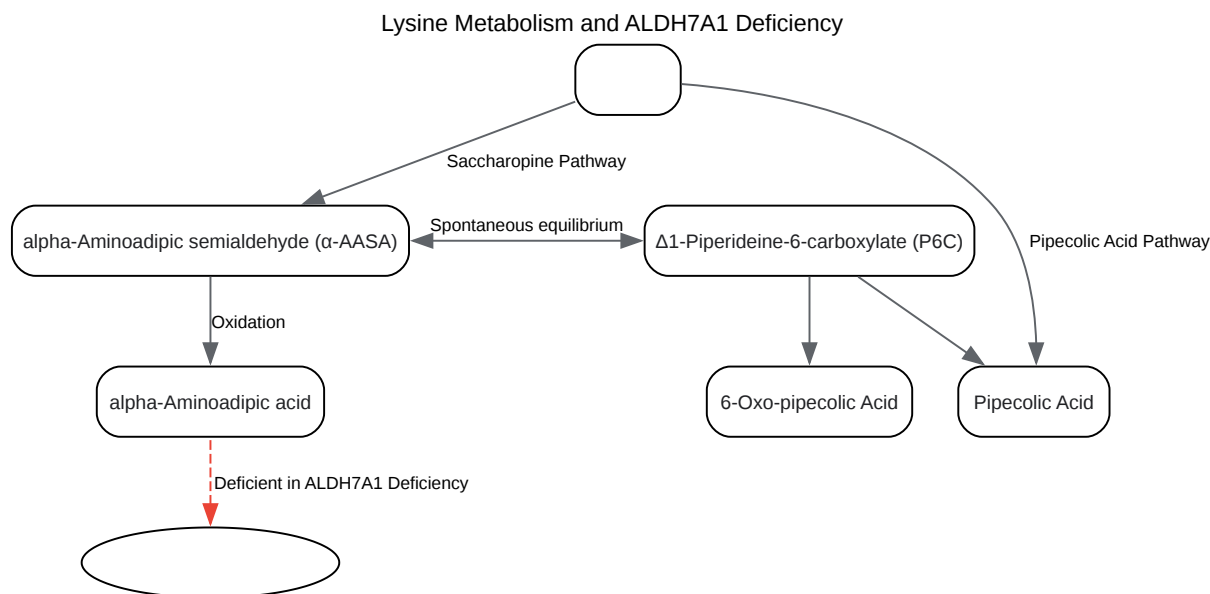 Lysine Metabolism and ALDH7A1 Deficiency
Saccharopine Pathway
alpha-Aminoadipic semialdehyde (α-AASA)
Spontaneous equilibrium
Δ1-Piperideine-6-carboxylate (P6C)
Pipecolic Acid Pathway
Oxidation
alpha-Aminoadipic acid
6-Oxo-pipecolic Acid
Pipecolic Acid
Deficient in ALDH7A1 Deficiency